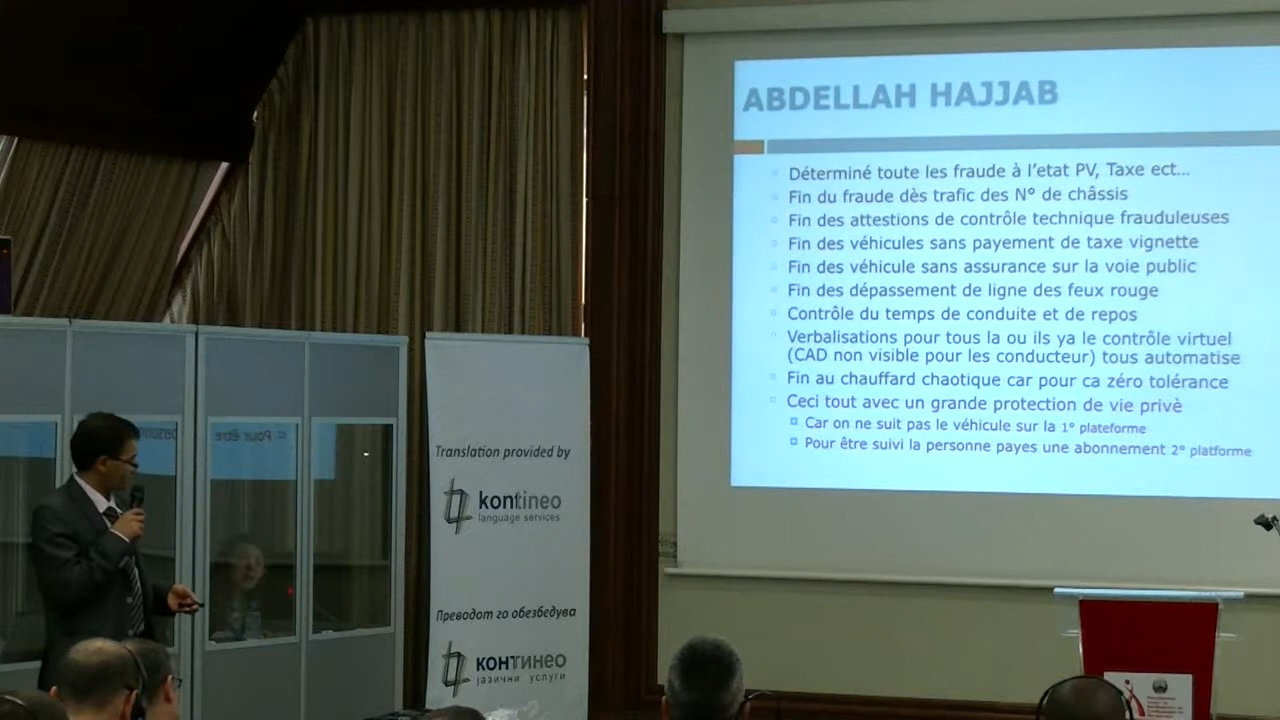 ABDELLAH HAJJAB
Déterminé toute les fraude à l'etat PV, Taxe ect...
Fin du fraude dès trafic des N° de châssis
Fin des attestions de contrôle technique frauduleuses
Fin des véhicules sans payement de taxe vignette
Fin des véhicule sans assurance sur la voie public
Fin des dépassement de ligne des feux rouge
Contrôle du temps de conduite et de repos
Verbalisations pour tous la ou ils ya le contrôle virtuel
(CAD non visible pour les conducteur) tous automatise
Fin au chauffard chaotique car pour ca zéro tolérance
Ceci tout avec un grande protection de vie privè
Car on ne suit pas le véhicule sur la 1° plateforme
Pour être suivi la personne payes une abonnement 2° platforme
Pour être
Translation provided by
kontineo
language services
Преводот го обезбедува
континео
јазични услуги